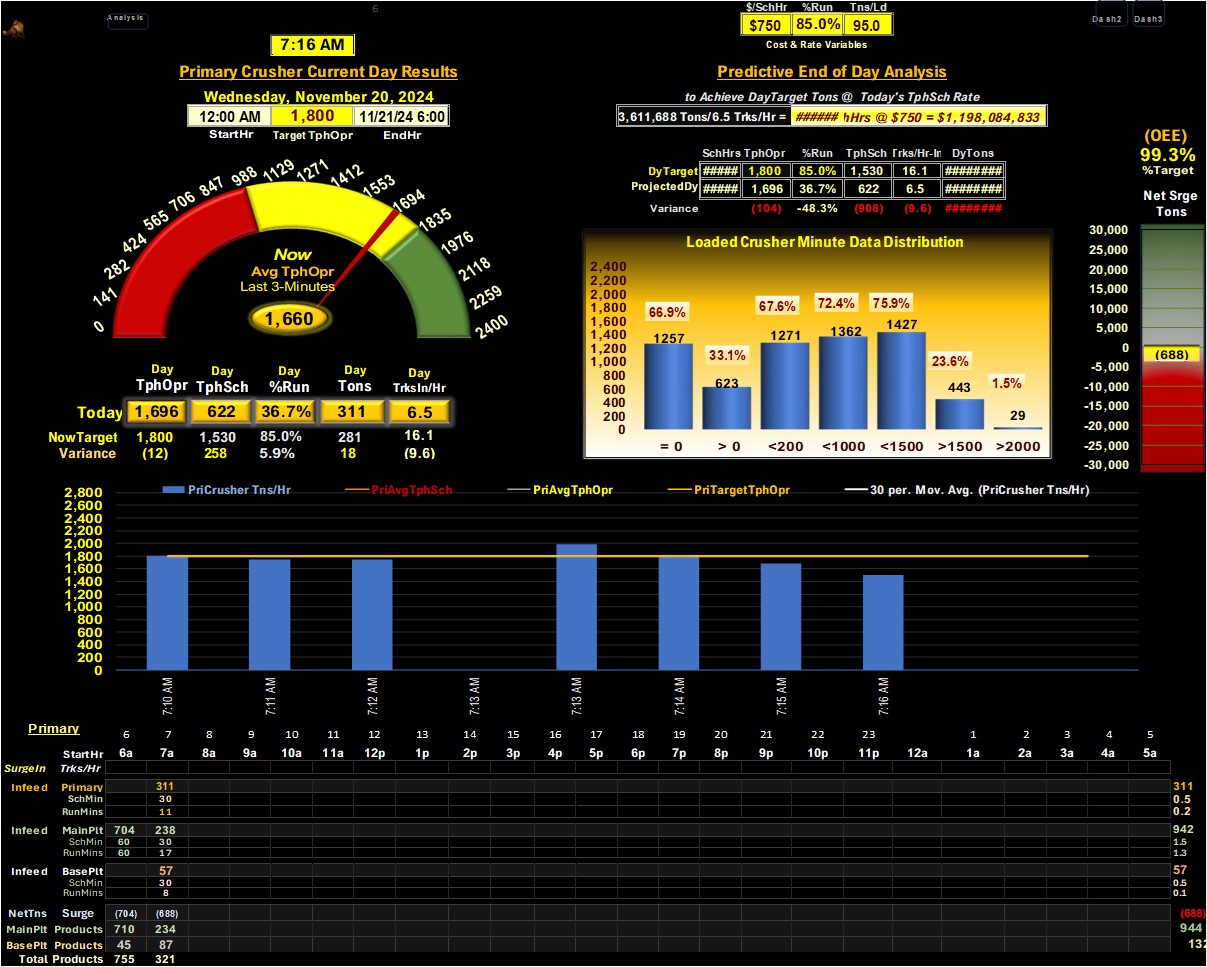 6
Analysis
$/SchHr %Run Tns/Ld
$750 85.0% 95.0
Cost & Rate Variables
Dash2 Dash3
7:16 AM
Primary Crusher Current Day Results
Wednesday, November 20, 2024
12:00 AM 1,800 11/21/24 6:00
StartHr Target TphOpr EndHr
Predictive End of Day Analysis
to Achieve DayTarget Tons @ Today's TphSch Rate
3,611,688 Tons/6.5 Trks/Hr = ###### hHrs @ $750 = $1,198,084,833
SchHrs TphOpr %Run TphSch Trks/Hr-In DyTons
DyTarget ##### 1,800 85.0% 1,530 16.1 ########
ProjectedDy ##### 1,696 36.7% 622 6.5 ########
Variance (104) -48.3% (908) (9.6) ########
(OEE)
99.3%
%Target
Net Srge
Tons
30,000
25,000
20,000
15,000
10,000
5,000
0
(688)
-5,000
-10,000
-15,000
-20,000
-25,000
-30,000
0 141 282 424 565 706 847 988 1129 1271 1412 1553 1694 1835 1976 2118 2259 2400
Now
Avg TphOpr
Last 3-Minutes
1,660
Day Day Day Day Day
TphOpr TphSch %Run Tons TrksIn/Hr
Today 1,696 622 36.7% 311 6.5
NowTarget 1,800 1,530 85.0% 281 16.1
Variance (12) 258 5.9% 18 (9.6)
Loaded Crusher Minute Data Distribution
2,400
2,200
2,000
1,800
1,600
1,400
1,200
1,000
800
600
400
200
0
66.9% 33.1% 67.6% 72.4% 75.9% 23.6% 1.5%
1257 623 1271 1362 1427 443 29
= 0 > 0 <200 <1000 <1500 >1500 >2000
PriCrusher Tns/Hr PriAvgTphSch PriAvgTphOpr PriTargetTphOpr 30 per. Mov. Avg. (PriCrusher Tns/Hr)
2,800
2,600
2,400
2,200
2,000
1,800
1,600
1,400
1,200
1,000
800
600
400
200
0
7:10 AM 7:11 AM 7:12 AM 7:13 AM 7:13 AM 7:14 AM 7:15 AM 7:16 AM
Primary
6 7 8 9 10 11 12 13 14 15 16 17 18 19 20 21 22 23 1 2 3 4 5
StartHr 6a 7a 8a 9a 10a 11a 12p 1p 2p 3p 4p 5p 6p 7p 8p 9p 10p 11p 12a 1a 2a 3a 4a 5a
SurgeIn Trks/Hr
Infeed Primary 311 311
SchMin 30 0.5
RunMins 11 0.2
Infeed MainPlt 704 238 942
SchMin 60 30 1.5
RunMins 60 17 1.3
Infeed BasePlt 57 57
SchMin 30 0.5
RunMins 8 0.1
NetTns Surge (704) (688) (688)
MainPlt Products 710 234 944
BasePlt Products 45 87 132
Total Products 755 321